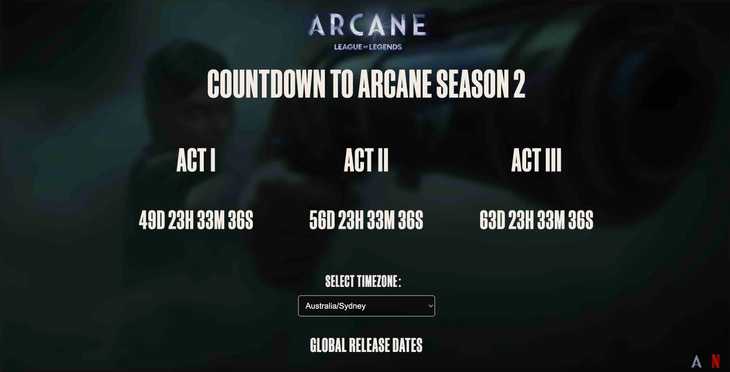 ARCANE
LEAGUE OF LEGENDS
COUNTDOWN TO ARCANE SEASON 2
ACT I ACT II ACT III
49D 23H 33M 36S 56D 23H 33M 36S 63D 23H 33M 36S
SELECT TIMEZONE:
Australia/Sydney
GLOBAL RELEASE DATES
A N